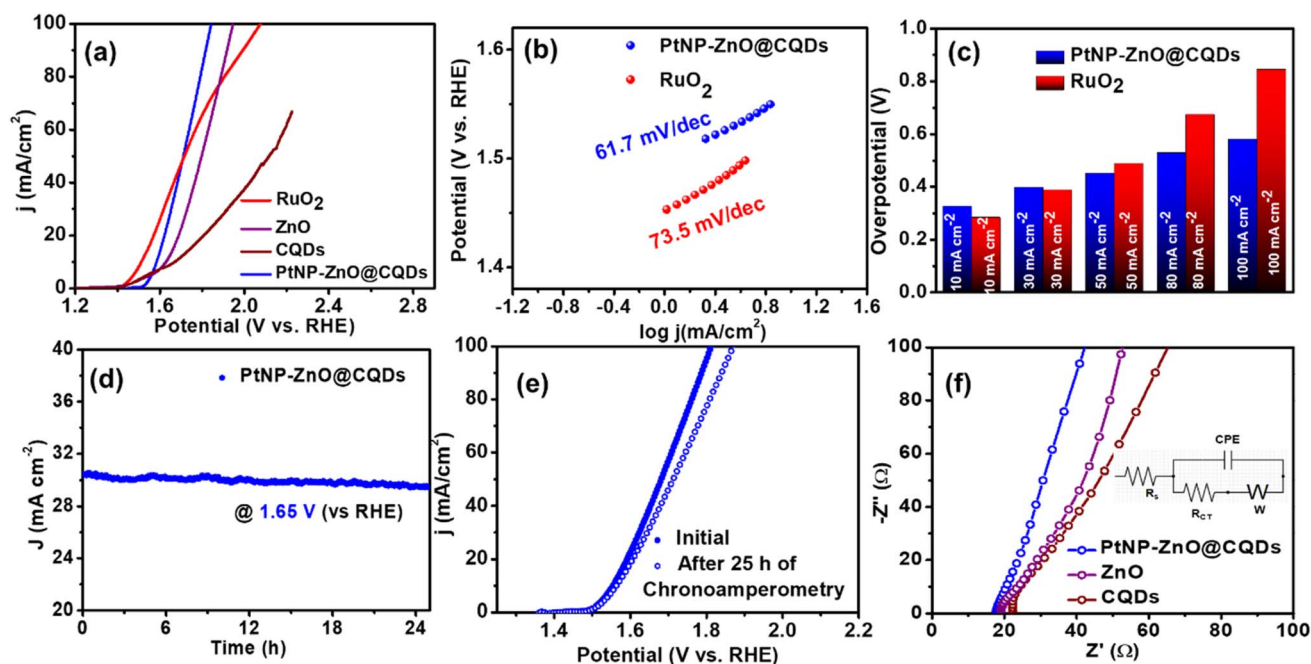 (a)
100
80
60
40
20
0
j (mA/cm²)
RuO₂
ZnO
CQDs
PtNP-ZnO@CQDs
1.2 1.5 1.8 2.1
Potential (V vs. RHE)
(b)
1.6
1.5
1.4
Potential (V vs. RHE)
PtNP-ZnO@CQDs
RuO₂
61.7 mV/dec
73.5 mV/dec
-1.2 -0.8 -0.4 0.0 0.4 0.8 1.2 1.6
log j(mA/cm²)
(c)
1.0
0.8
0.6
0.4
0.2
0.0
Overpotential (V)
PtNP-ZnO@CQDs
RuO₂
10 mA cm⁻²
10 mA cm⁻²
30 mA cm⁻²
30 mA cm⁻²
50 mA cm⁻²
50 mA cm⁻²
80 mA cm⁻²
80 mA cm⁻²
100 mA cm⁻²
100 mA cm⁻²
(d)
40
36
32
28
24
20
J (mA cm⁻²)
PtNP-ZnO@CQDs
@ 1.65 V (vs RHE)
0 6 12 18 24
Time (h)
(e)
100
80
60
40
20
0
j (mA/cm²)
Initial
After 25 h of
Chronoamperometry
1.4 1.6 1.8 2.0 2.2
Potential (V vs. RHE)
(f)
100
80
60
40
20
0
-Z'' (Ω)
CPE
Rs
RCT
W
PtNP-ZnO@CQDs
ZnO
CQDs
0 20 40 60 80 100
Z' (Ω)